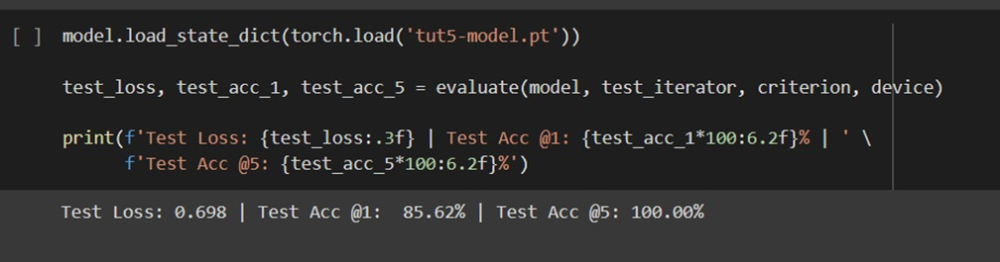 [ ] model.load_state_dict(torch.load('tut5-model.pt'))
test_loss, test_acc_1, test_acc_5 = evaluate(model, test_iterator, criterion, device)
print(f'Test Loss: {test_loss:.3f} | Test Acc @1: {test_acc_1*100:6.2f}% | ' \
f'Test Acc @5: {test_acc_5*100:6.2f}%')
Test Loss: 0.698 | Test Acc @1:  85.62% | Test Acc @5: 100.00%